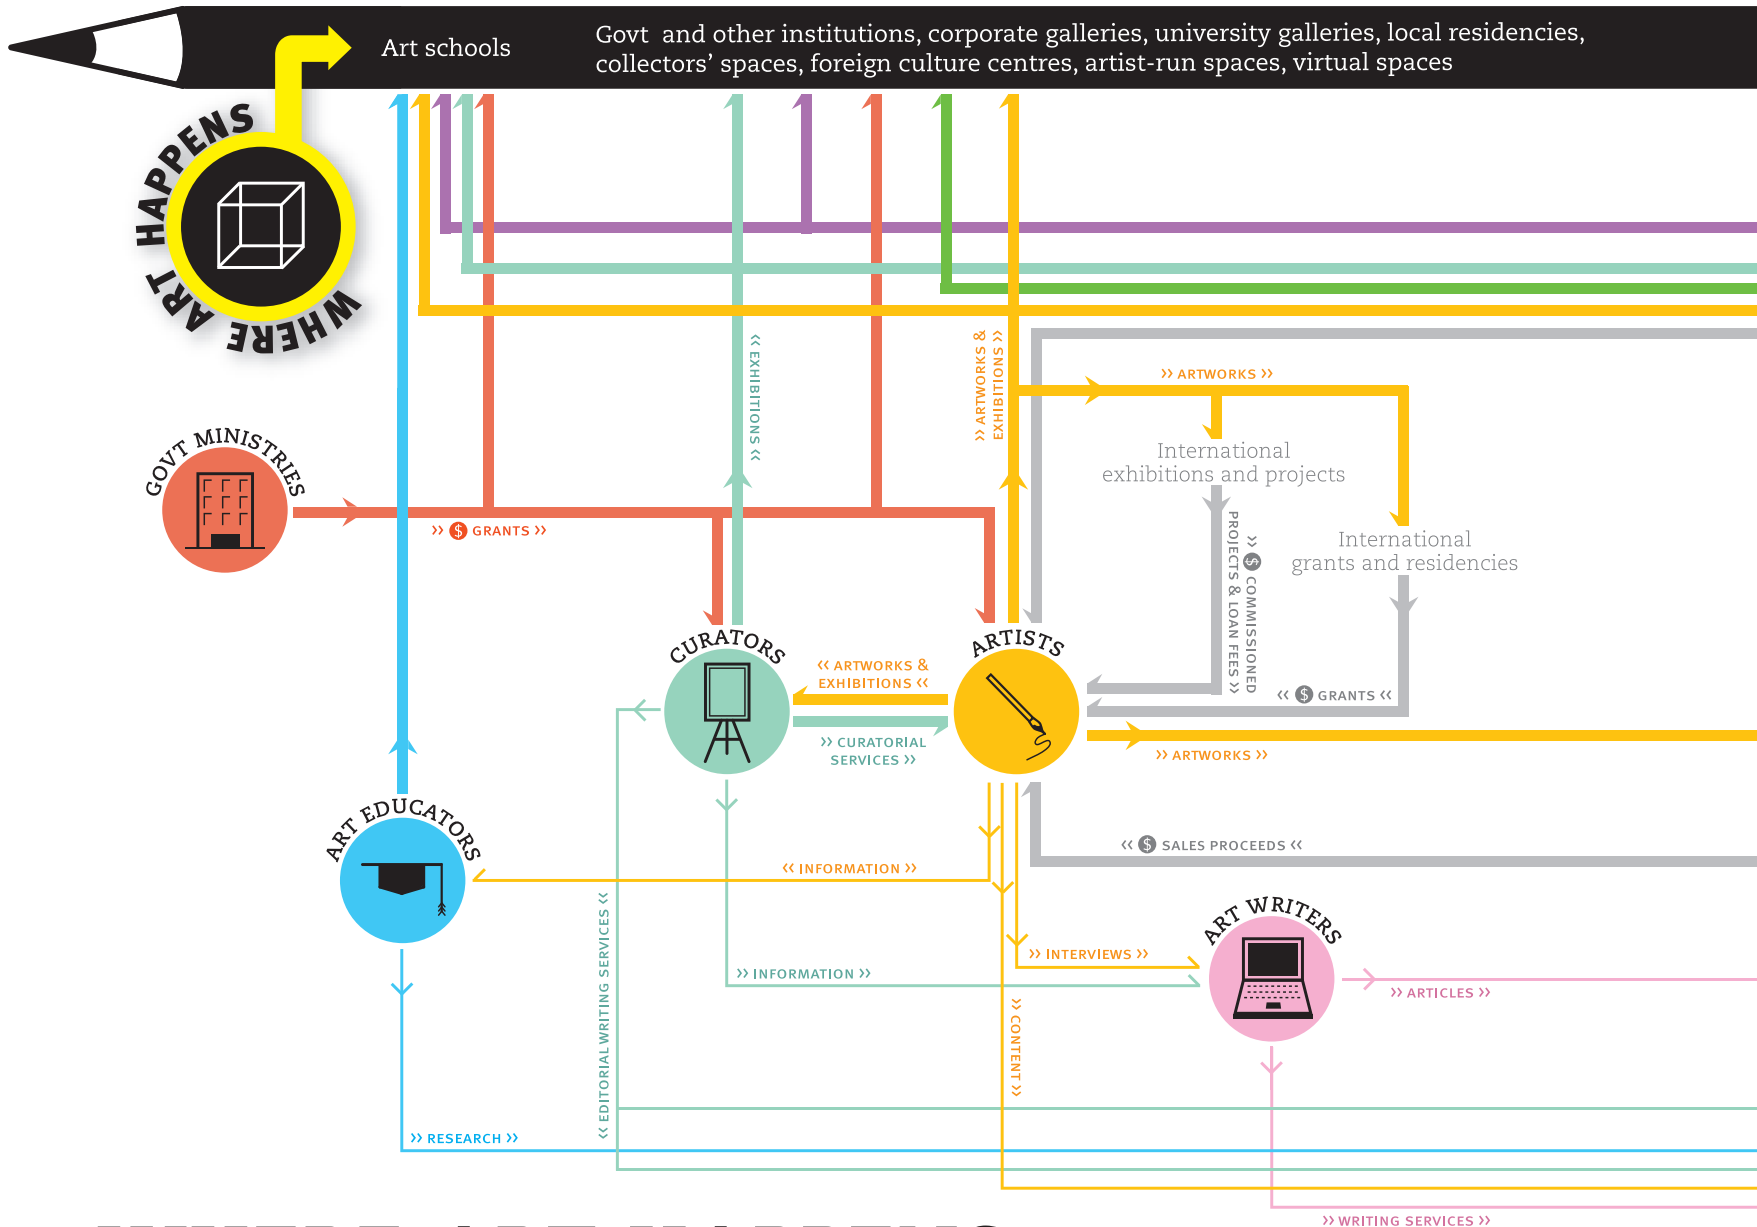 Art schools
Govt and other institutions, corporate galleries, university galleries, local residencies,
collectors' spaces, foreign culture centres, artist-run spaces, virtual spaces
WHERE ART HAPPENS
‹‹ EXHIBITIONS ‹‹
›› ARTWORKS &
EXHIBITIONS ››
›› ARTWORKS ››
International
exhibitions and projects
GOVT MINISTRIES
›› $ GRANTS ››
›› $ COMMISSIONED
PROJECTS & LOAN FEES ››
International
grants and residencies
CURATORS
ARTISTS
‹‹ ARTWORKS &
EXHIBITIONS ‹‹
‹‹ $ GRANTS ‹‹
›› CURATORIAL
SERVICES ››
›› ARTWORKS ››
ART EDUCATORS
‹‹ $ SALES PROCEEDS ‹‹
‹‹ INFORMATION ››
ART WRITERS
‹‹ EDITORIAL WRITING SERVICES ‹‹
›› INTERVIEWS ››
›› INFORMATION ››
›› ARTICLES ››
›› CONTENT ››
›› RESEARCH ››
›› WRITING SERVICES ››